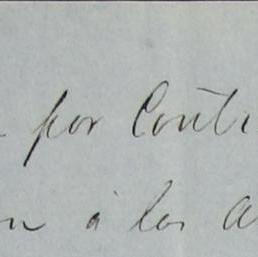 por Conti
n á los a